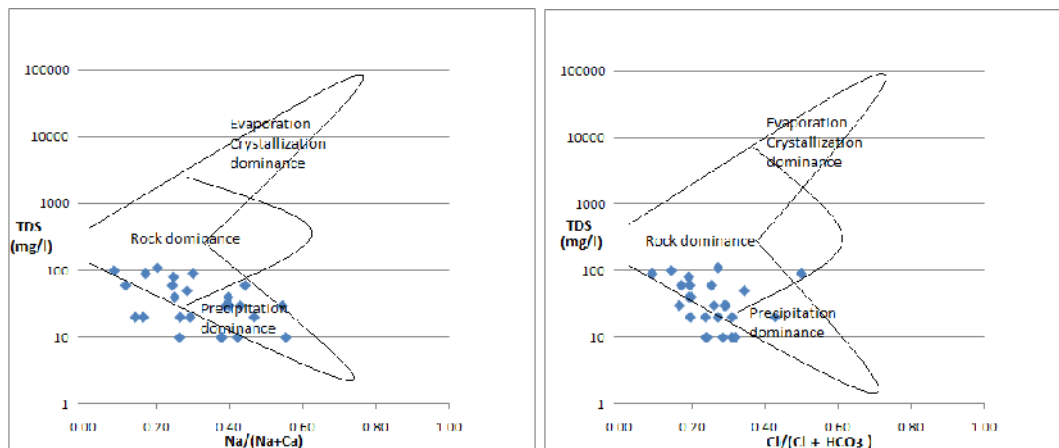 100000
10000
1000
TDS
(mg/l)
100
10
1
Evaporation
Crystallization
dominance
Rock dominance
Precipitation
dominance
0.00 0.20 0.40 0.60 0.80 1.00
Na/(Na+Ca)
100000
10000
1000
TDS
(mg/l)
100
10
1
Evaporation
Crystallization
dominance
Rock dominance
Precipitation
dominance
0.00 0.20 0.40 0.60 0.80 1.00
Cl/(Cl + HCO3 )